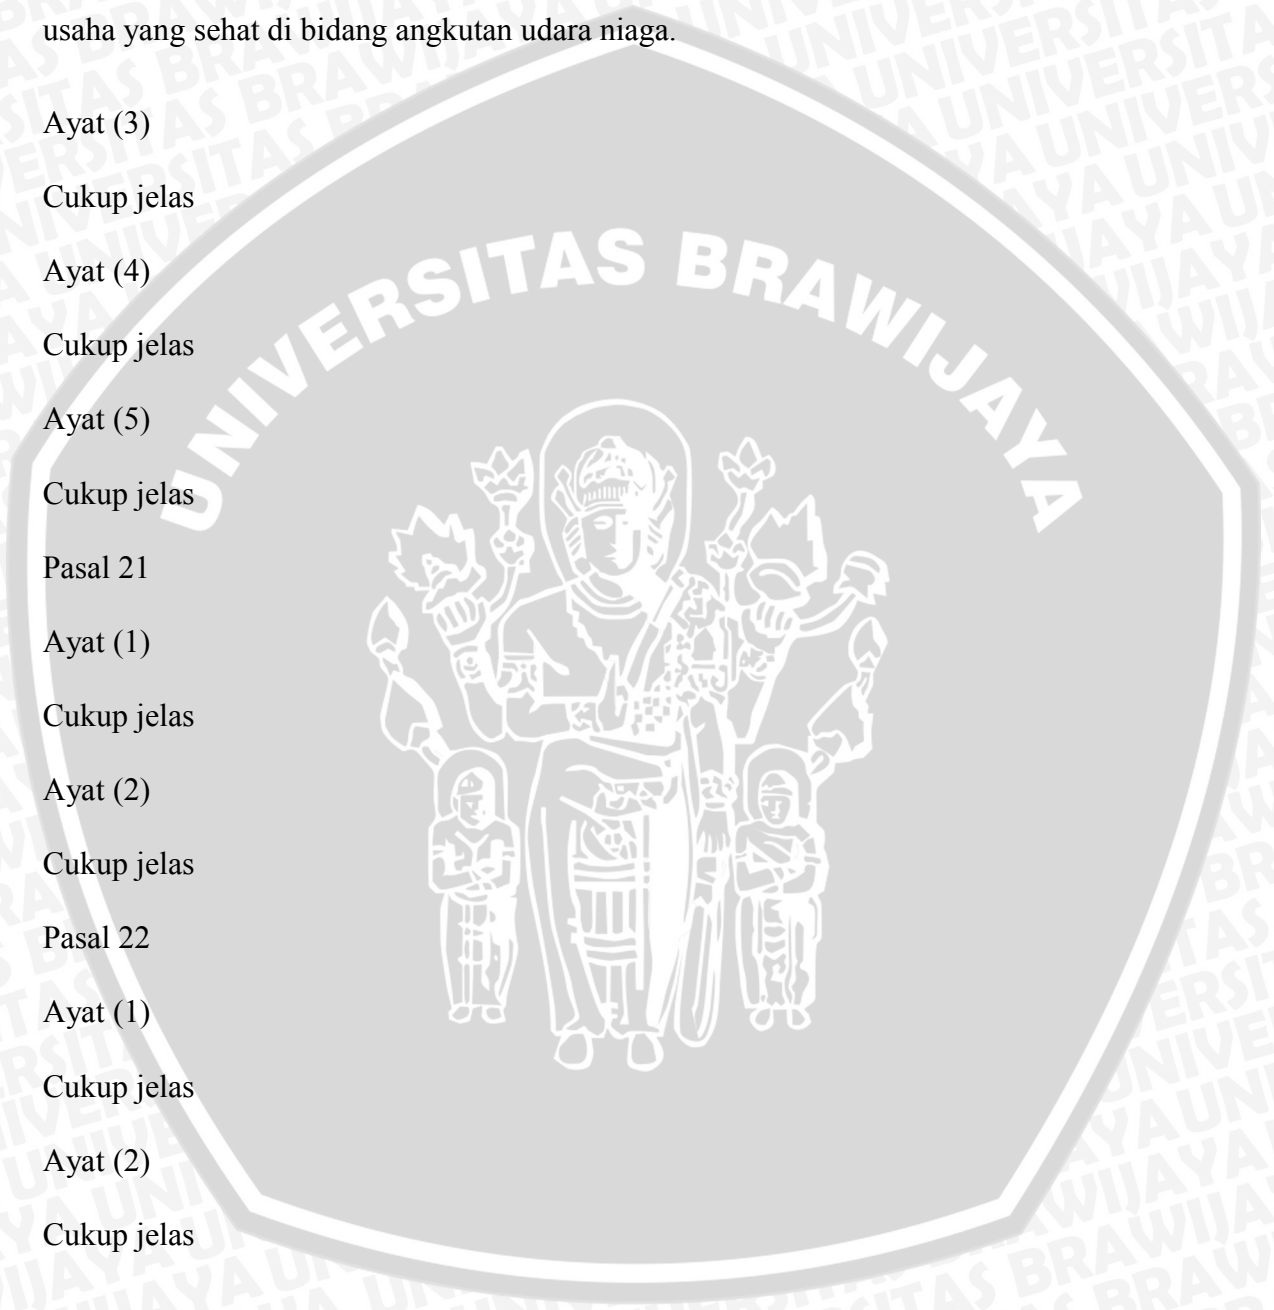 usaha yang sehat di bidang angkutan udara niaga.
Ayat (3)
Cukup jelas
Ayat (4)
Cukup jelas
Ayat (5)
Cukup jelas
Pasal 21
Ayat (1)
Cukup jelas
Ayat (2)
Cukup jelas
Pasal 22
Ayat (1)
Cukup jelas
Ayat (2)
Cukup jelas
UNIVERSITAS BRAWIJAYA